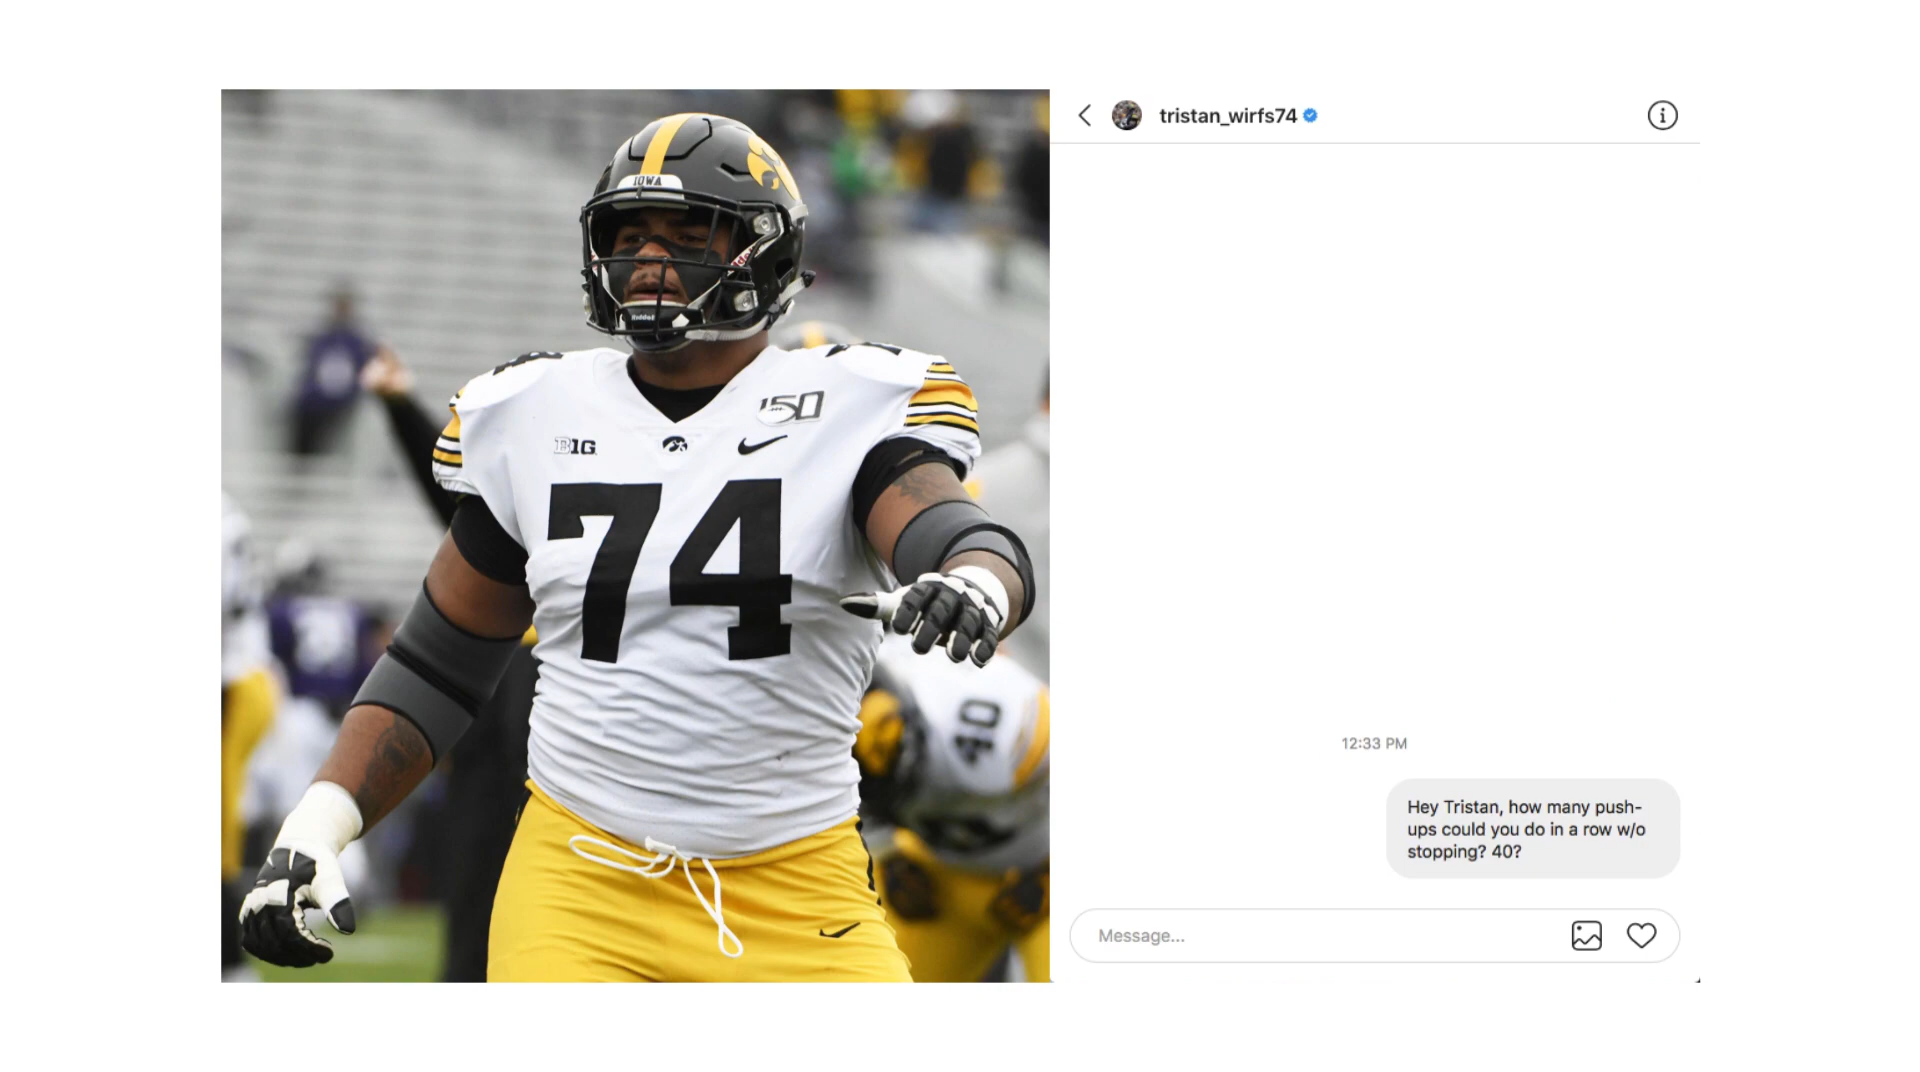 IOWA
Riddell
150
B1G
74
40
tristan_wirfs74
12:33 PM
Hey Tristan, how many push-
ups could you do in a row w/o
stopping? 40?
Message...